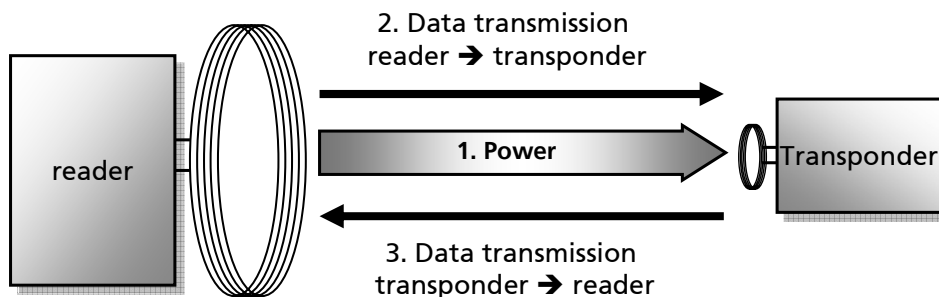 2. Data transmission
reader ➔ transponder
reader
1. Power
Transponder
3. Data transmission
transponder ➔ reader